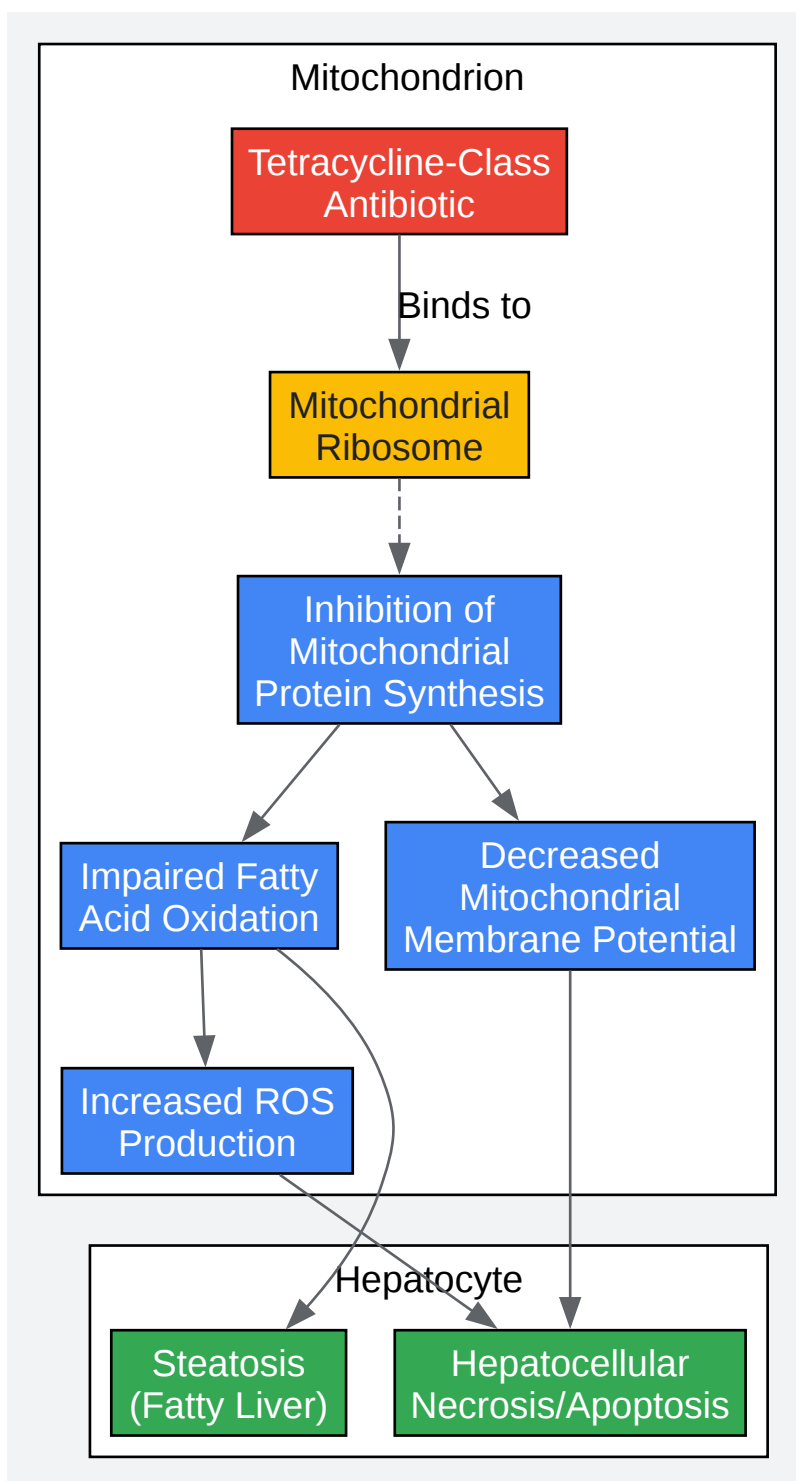 Mitochondrion
Tetracycline-Class
Antibiotic
Binds to
Mitochondrial
Ribosome
Inhibition of
Mitochondrial
Protein Synthesis
Impaired Fatty
Acid Oxidation
Decreased
Mitochondrial
Membrane Potential
Increased ROS
Production
Hepatocyte
Steatosis
(Fatty Liver)
Hepatocellular
Necrosis/Apoptosis